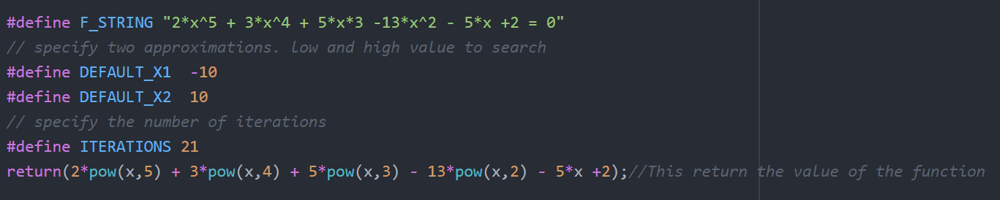 #define F_STRING "2*x^5 + 3*x^4 + 5*x*3 -13*x^2 - 5*x +2 = 0"
// specify two approximations. low and high value to search
#define DEFAULT_X1  -10
#define DEFAULT_X2  10
// specify the number of iterations
#define ITERATIONS 21
return(2*pow(x,5) + 3*pow(x,4) + 5*pow(x,3) - 13*pow(x,2) - 5*x +2);//This return the value of the function